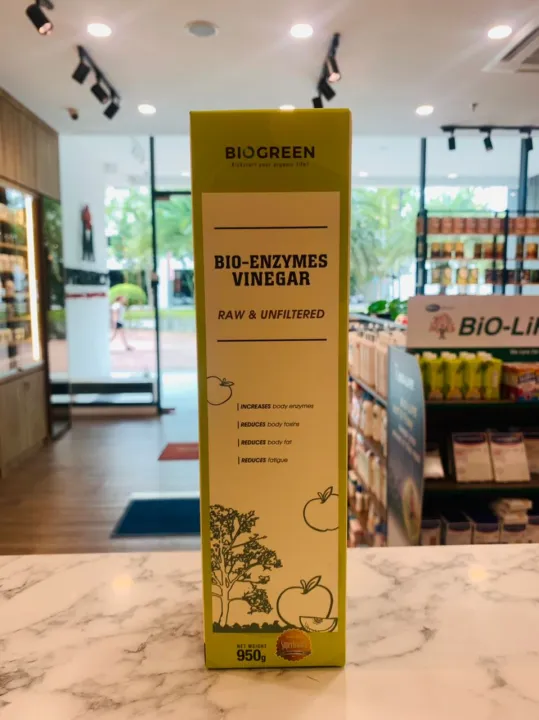 BIOGREEN
BIO-ENZYMES
VINEGAR
RAW & UNFILTERED
INCREASES body enzymes
REDUCES body toxins
REDUCES body fat
REDUCES fatigue
NET WEIGHT
950g
BiO-LiF